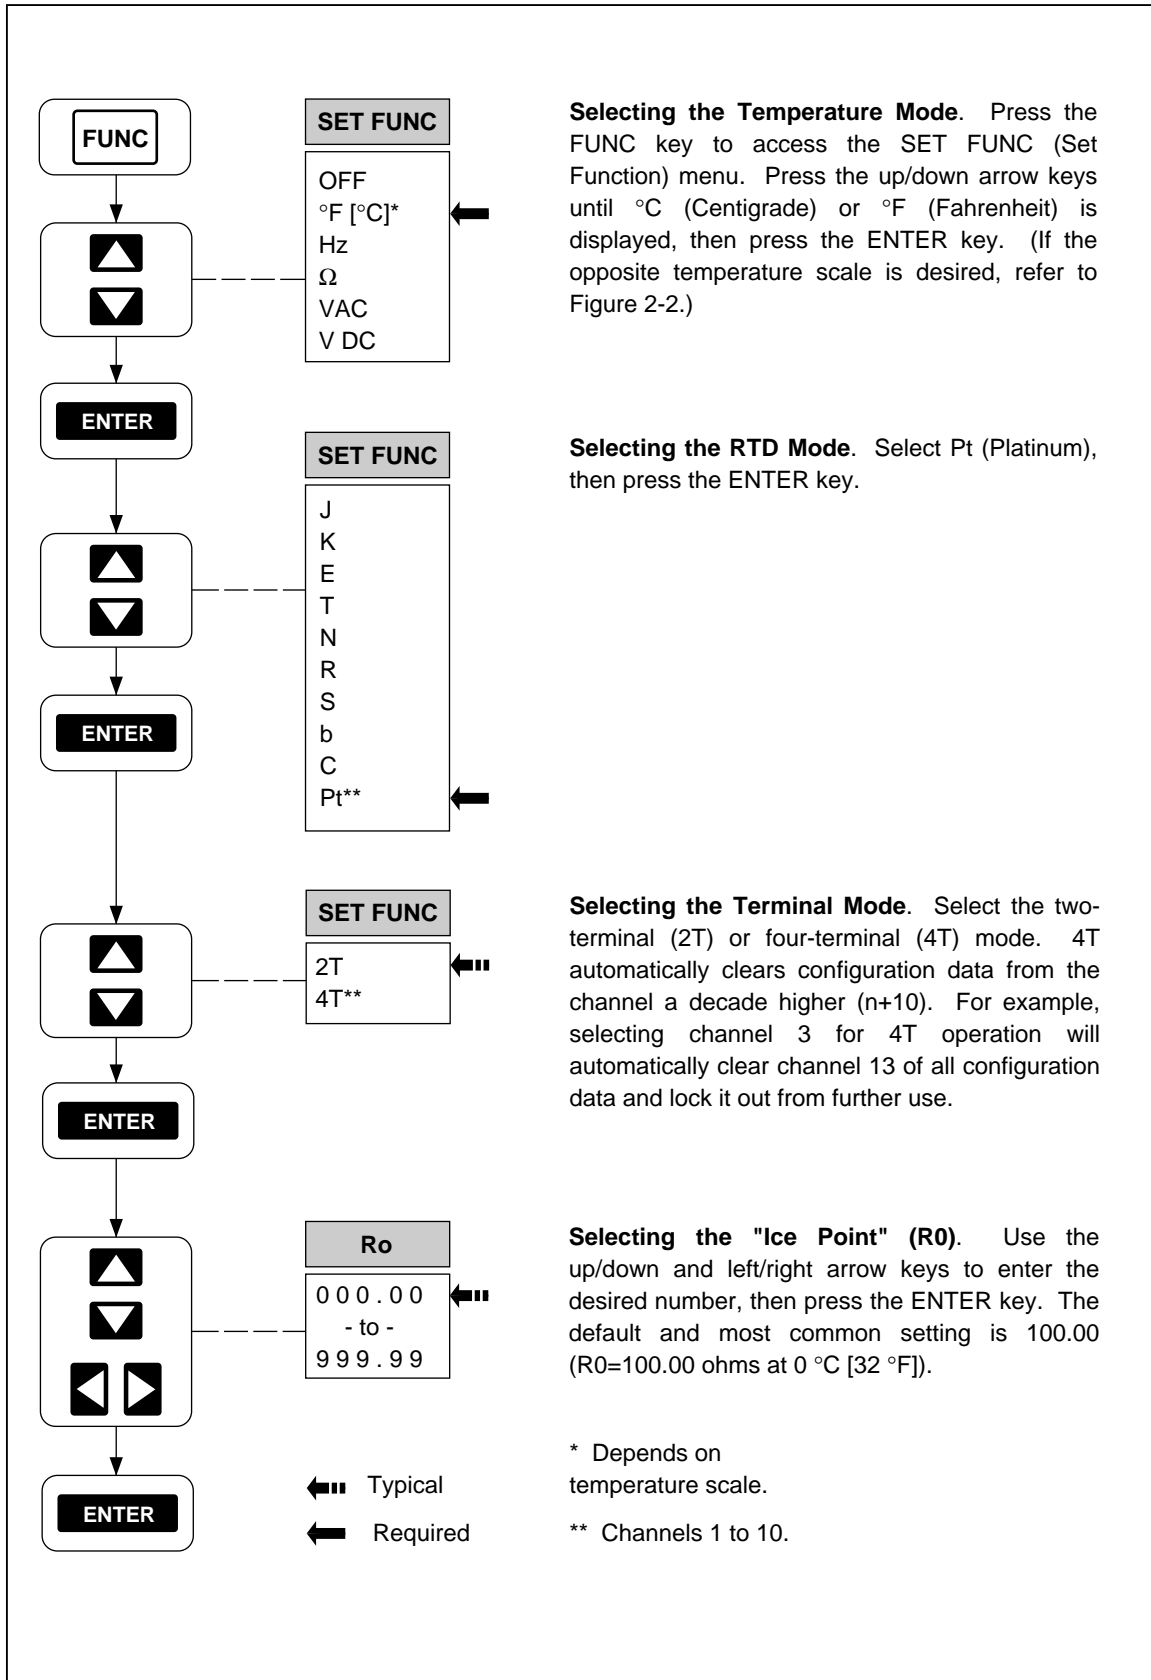 FUNC
SET FUNC
OFF
°F [°C]*
Hz
Ω
VAC
V DC
Selecting the Temperature Mode. Press the
FUNC key to access the SET FUNC (Set
Function) menu. Press the up/down arrow keys
until °C (Centigrade) or °F (Fahrenheit) is
displayed, then press the ENTER key. (If the
opposite temperature scale is desired, refer to
Figure 2-2.)
ENTER
SET FUNC
J
K
E
T
N
R
S
b
C
Pt**
Selecting the RTD Mode. Select Pt (Platinum),
then press the ENTER key.
ENTER
SET FUNC
2T
4T**
Selecting the Terminal Mode. Select the two-
terminal (2T) or four-terminal (4T) mode. 4T
automatically clears configuration data from the
channel a decade higher (n+10). For example,
selecting channel 3 for 4T operation will
automatically clear channel 13 of all configuration
data and lock it out from further use.
ENTER
Ro
000.00
- to -
999.99
Selecting the "Ice Point" (R0). Use the
up/down and left/right arrow keys to enter the
desired number, then press the ENTER key. The
default and most common setting is 100.00
(R0=100.00 ohms at 0 °C [32 °F]).
ENTER
Typical
Required
* Depends on
temperature scale.
** Channels 1 to 10.